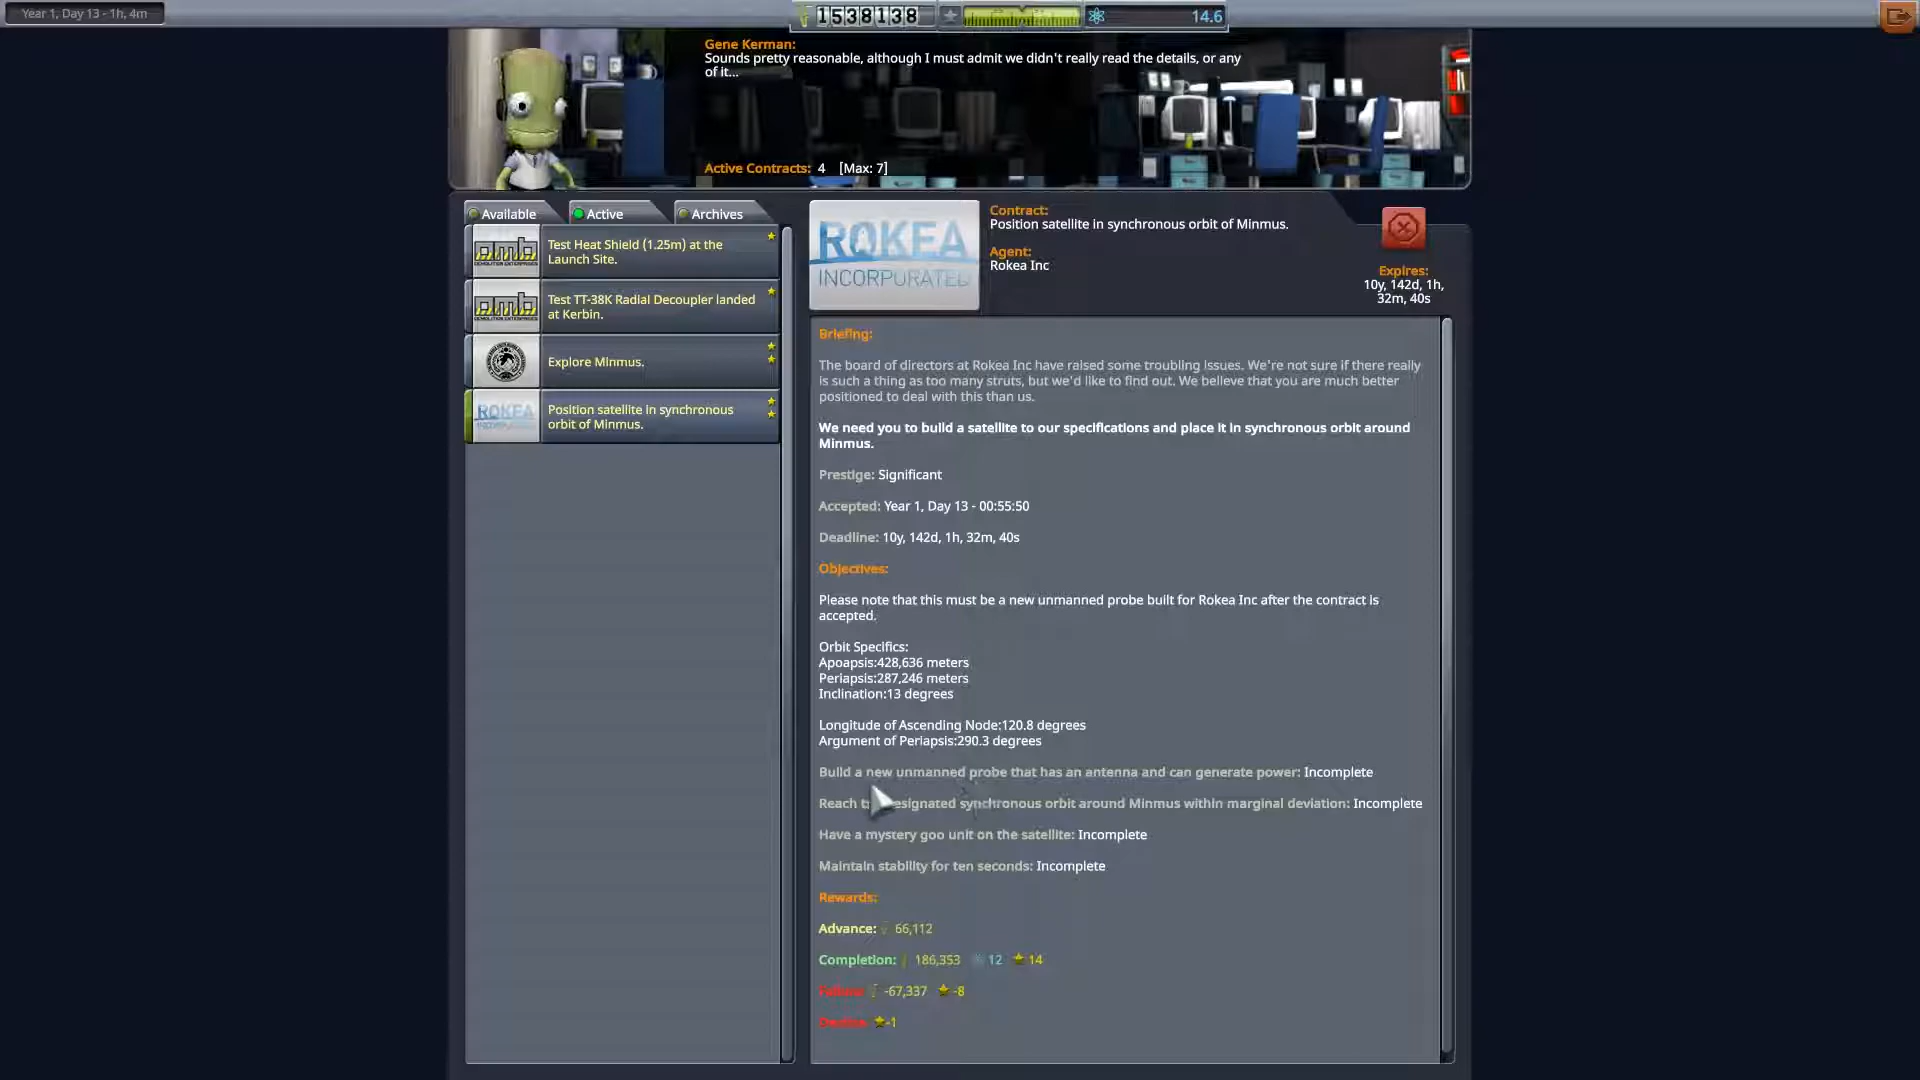 Year 1, Day 13 - 1h, 4m
1538138
14.6
Gene Kerman:
Sounds pretty reasonable, although I must admit we didn't really read the details, or any
of it...
Active Contracts: 4 [Max: 7]
Available
Active
Archives
Test Heat Shield (1.25m) at the
Launch Site.
Test TT-38K Radial Decoupler landed
at Kerbin.
Explore Minmus.
ROKEA
Position satellite in synchronous
orbit of Minmus.
ROKEA
INCORPORATED
Contract:
Position satellite in synchronous orbit of Minmus.
Agent:
Rokea Inc
Expires:
10y, 142d, 1h,
32m, 40s
Briefing:
The board of directors at Rokea Inc have raised some troubling issues. We're not sure if there really
is such a thing as too many struts, but we'd like to find out. We believe that you are much better
positioned to deal with this than us.
We need you to build a satellite to our specifications and place it in synchronous orbit around
Minmus.
Prestige: Significant
Accepted: Year 1, Day 13 - 00:55:50
Deadline: 10y, 142d, 1h, 32m, 40s
Objectives:
Please note that this must be a new unmanned probe built for Rokea Inc after the contract is
accepted.
Orbit Specifics:
Apoapsis:428,636 meters
Periapsis:287,246 meters
Inclination:13 degrees
Longitude of Ascending Node:120.8 degrees
Argument of Periapsis:290.3 degrees
Build a new unmanned probe that has an antenna and can generate power: Incomplete
Reach synchronous orbit around Minmus within marginal deviation: Incomplete
Have a mystery goo unit on the satellite: Incomplete
Maintain stability for ten seconds: Incomplete
Rewards:
Advance: 66,112
Completion: 186,353 12 14
Failure: -67,337 -8
Decline: -1